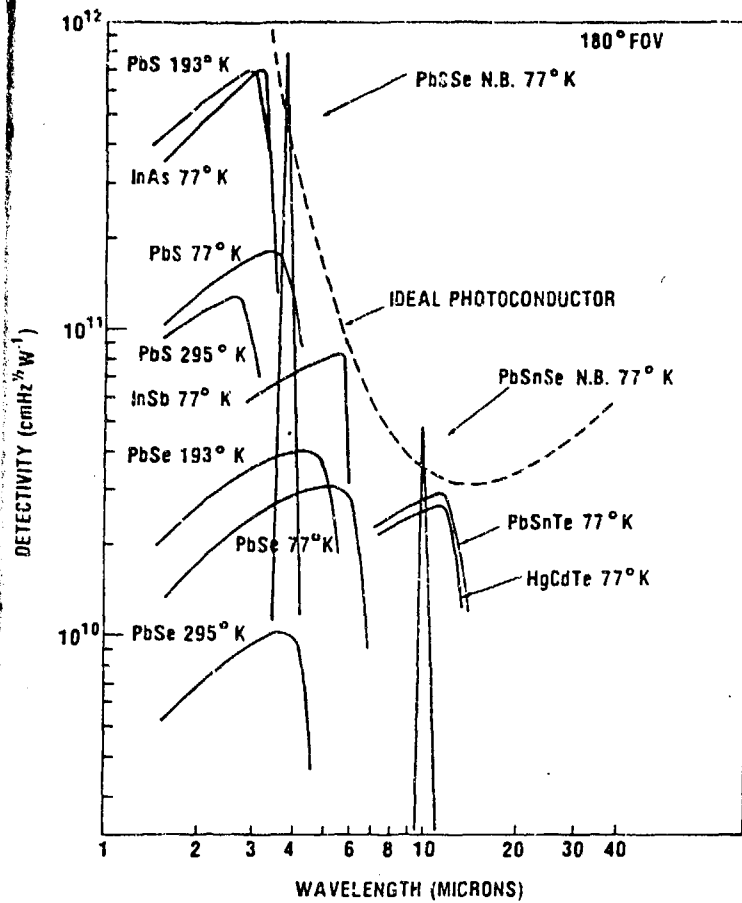 10¹²
180° FOV
PbS 193° K
PbSSe N.B. 77° K
InAs 77° K
PbS 77° K
IDEAL PHOTOCONDUCTOR
10¹¹
PbS 295° K
PbSnSe N.B. 77° K
InSb 77° K
PbSe 193° K
PbSnTe 77° K
PbSe 77° K
HgCdTe 77° K
10¹⁰
PbSe 295° K
DETECTIVITY (cmHz^½W⁻¹)
1 2 3 4 6 8 10 20 30 40
WAVELENGTH (MICRONS)